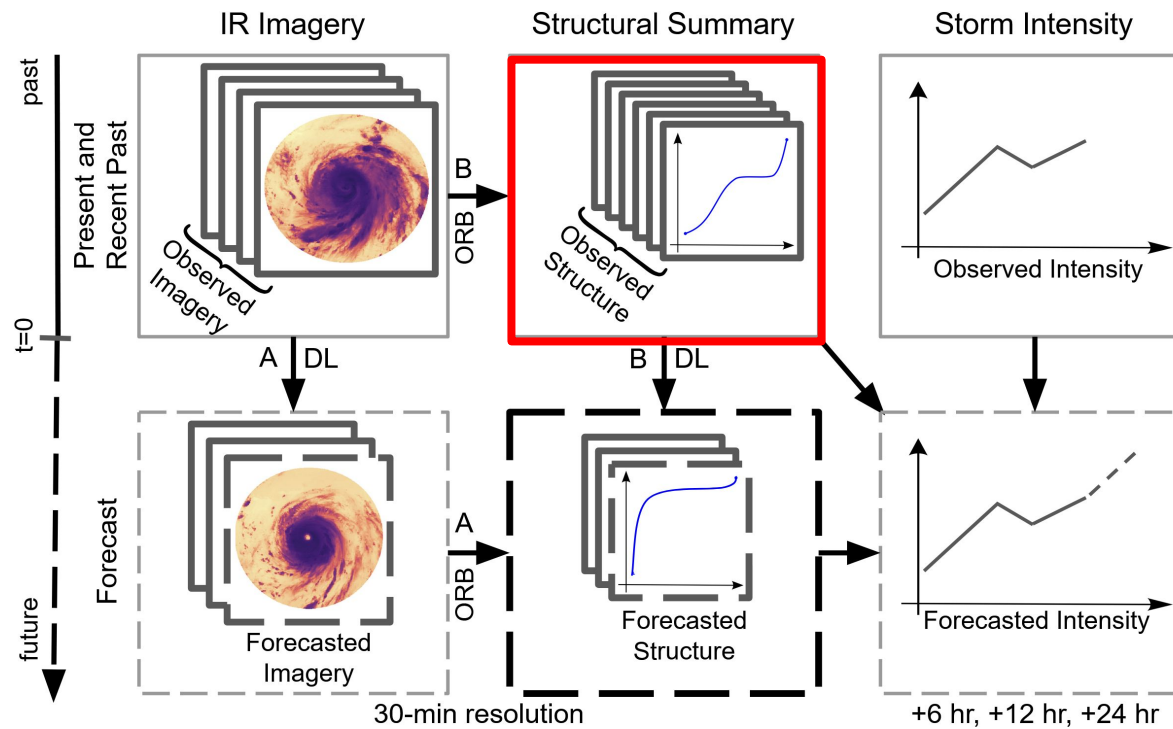 IR Imagery
Structural Summary
Storm Intensity
past
t=0
future
Present and
Recent Past
Observed
Imagery
B
ORB
Observed
Structure
Observed Intensity
A DL
B DL
Forecast
Forecasted
Imagery
A
ORB
Forecasted
Structure
Forecasted Intensity
30-min resolution
+6 hr, +12 hr, +24 hr